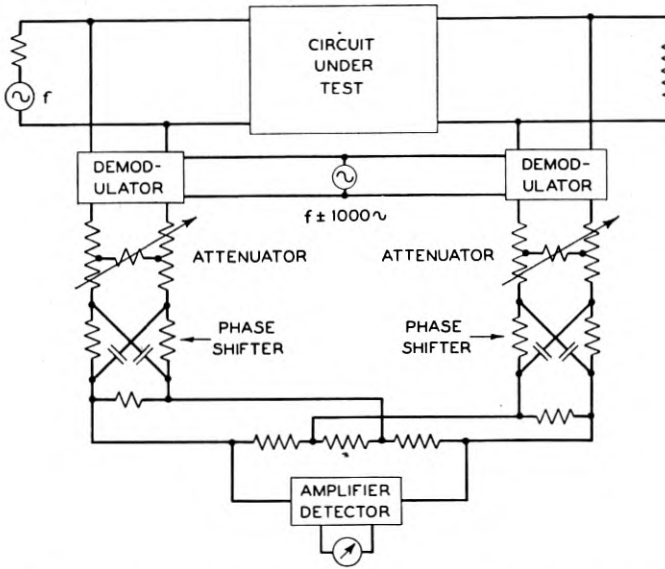 CIRCUIT
UNDER
TEST
f
DEMOD-
ULATOR
DEMOD-
ULATOR
f ± 1000 ∿
ATTENUATOR
ATTENUATOR
PHASE
SHIFTER
PHASE
SHIFTER
AMPLIFIER
DETECTOR